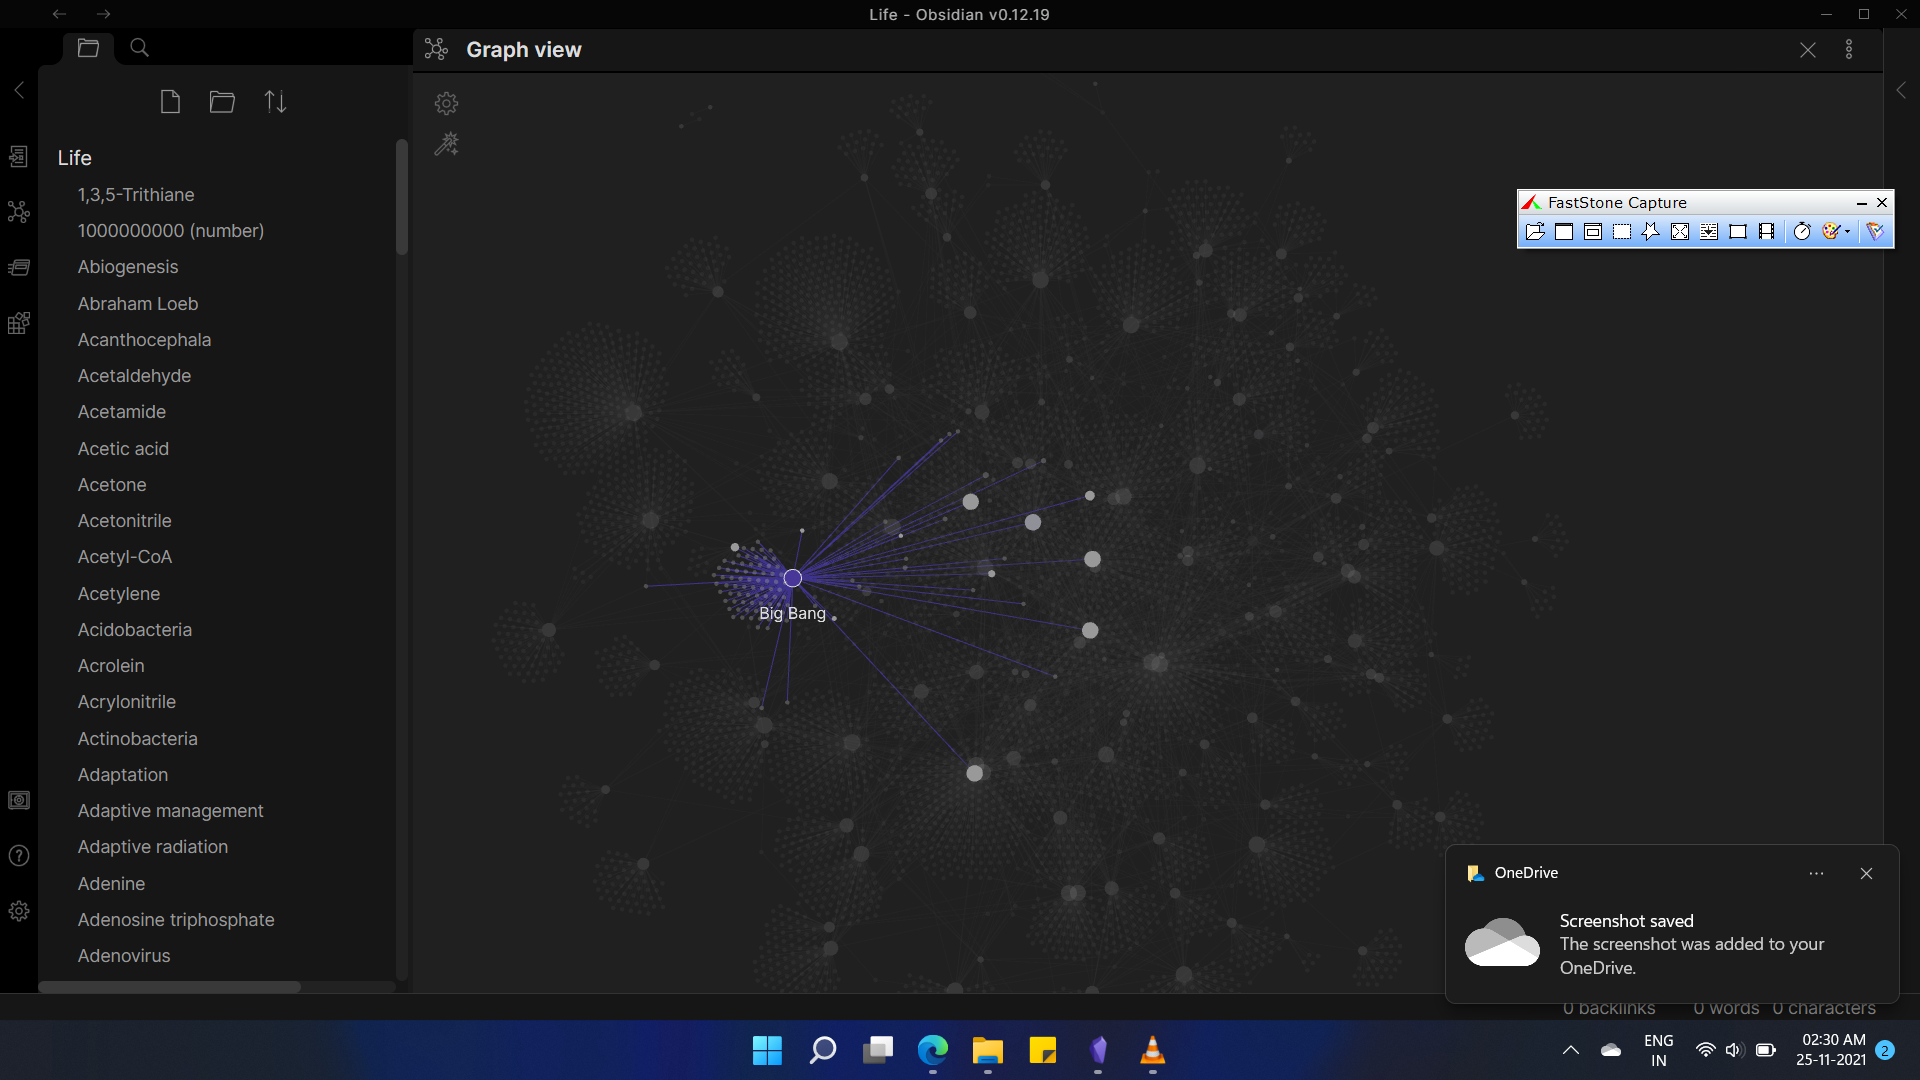 Life - Obsidian v0.12.19
Graph view
Life
1,3,5-Trithiane
1000000000 (number)
Abiogenesis
Abraham Loeb
Acanthocephala
Acetaldehyde
Acetamide
Acetic acid
Acetone
Acetonitrile
Acetyl-CoA
Acetylene
Acidobacteria
Acrolein
Acrylonitrile
Actinobacteria
Adaptation
Adaptive management
Adaptive radiation
Adenine
Adenosine triphosphate
Adenovirus
Big Bang
FastStone Capture
OneDrive
Screenshot saved
The screenshot was added to your
OneDrive.
0 backlinks 0 words 0 characters
ENG
IN
02:30 AM
25-11-2021
2